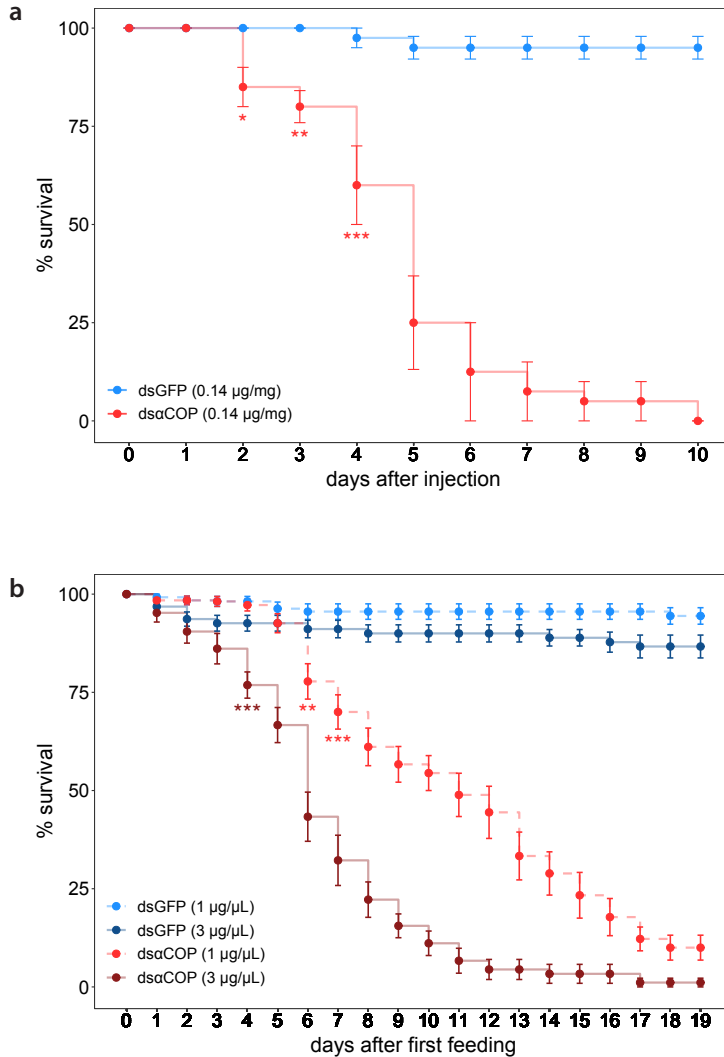 a
100
75
50
25
0
% survival
*
**
***
dsGFP (0.14 µg/mg)
dsαCOP (0.14 µg/mg)
0 1 2 3 4 5 6 7 8 9 10
days after injection
b
100
75
50
25
0
% survival
***
**
***
dsGFP (1 µg/µL)
dsGFP (3 µg/µL)
dsαCOP (1 µg/µL)
dsαCOP (3 µg/µL)
0 1 2 3 4 5 6 7 8 9 10 11 12 13 14 15 16 17 18 19
days after first feeding